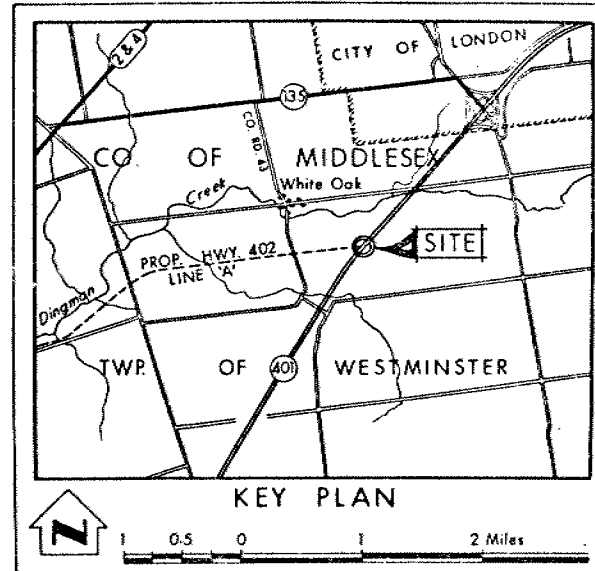 2 & 4
CITY OF LONDON
135
CO. RD. 43
CO. OF MIDDLESEX
White Oak
Dingman Creek
PROP. HWY. 402
LINE 'A'
SITE
TWP. OF WESTMINSTER
401
KEY PLAN
N
1 0.5 0 1 2 Miles